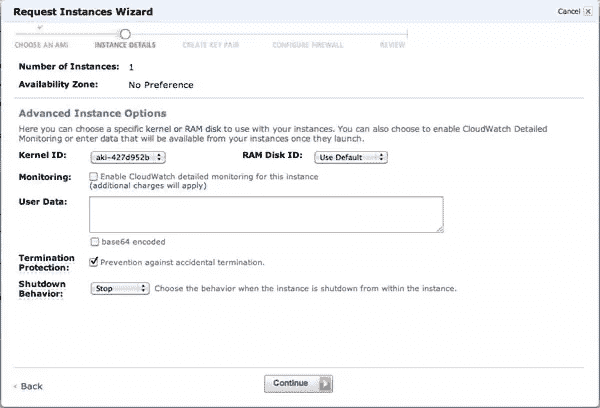 Request Instances Wizard
Cancel
CHOOSE AN AMI INSTANCE DETAILS CREATE KEY PAIR CONFIGURE FIREWALL REVIEW
Number of Instances: 1
Availability Zone: No Preference
Advanced Instance Options
Here you can choose a specific kernel or RAM disk to use with your instances. You can also choose to enable CloudWatch Detailed
Monitoring or enter data that will be available from your instances once they launch.
Kernel ID: aki-427d952b RAM Disk ID: Use Default
Monitoring: Enable CloudWatch detailed monitoring for this instance
(additional charges will apply)
User Data:
base64 encoded
Termination
Protection: Prevention against accidental termination.
Shutdown
Behavior: Stop Choose the behavior when the instance is shutdown from within the instance.
Back
Continue